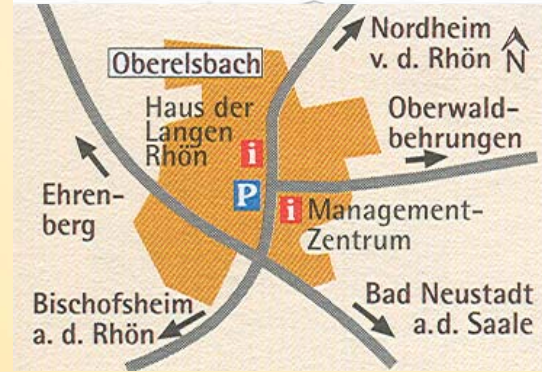 Nordheim
v. d. Rhön
N
Oberelsbach
Haus der
Langen
Rhön
i
Oberwald-
behrungen
P
Ehren-
berg
i
Management-
Zentrum
Bischofsheim
a. d. Rhön
Bad Neustadt
a.d. Saale